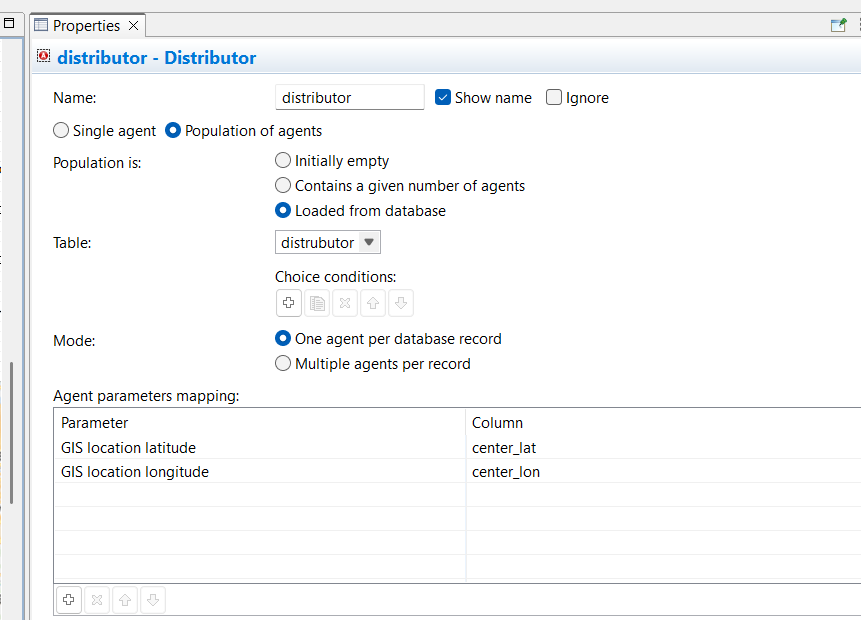 Properties
distributor - Distributor
Name: distributor Show name Ignore
Single agent Population of agents
Population is: Initially empty
Contains a given number of agents
Loaded from database
Table: distrubutor
Choice conditions:
Mode: One agent per database record
Multiple agents per record
Agent parameters mapping:
Parameter Column
GIS location latitude center_lat
GIS location longitude center_lon